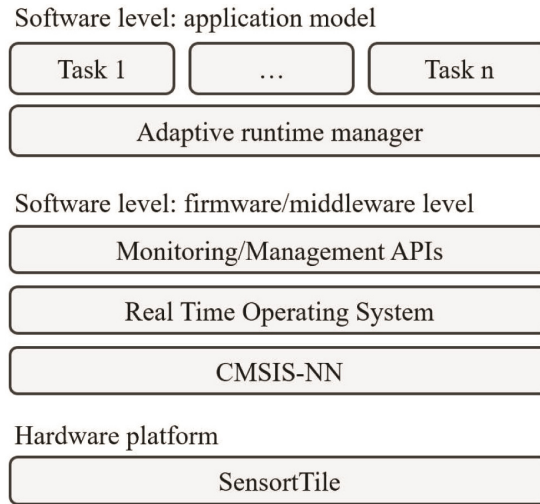 Software level: application model
Task 1 … Task n
Adaptive runtime manager
Software level: firmware/middleware level
Monitoring/Management APIs
Real Time Operating System
CMSIS-NN
Hardware platform
SensortTile